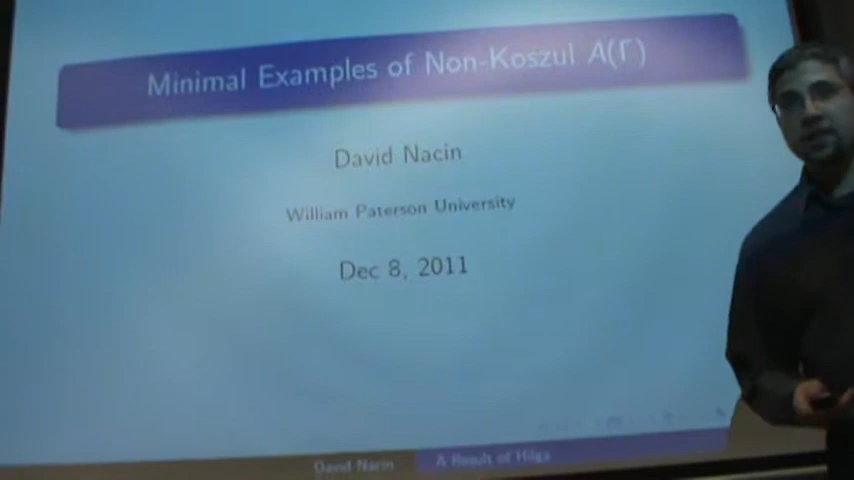 Minimal Examples of Non-Koszul A(Γ)
David Nacin
William Paterson University
Dec 8, 2011
David Nacin A Result of Hilga